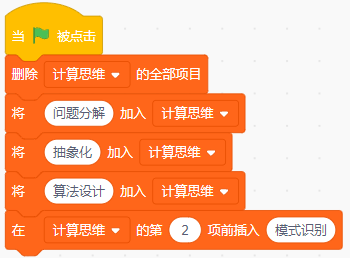 当 被点击
删除 计算思维 的全部项目
将 问题分解 加入 计算思维
将 抽象化 加入 计算思维
将 算法设计 加入 计算思维
在 计算思维 的第 2 项前插入 模式识别